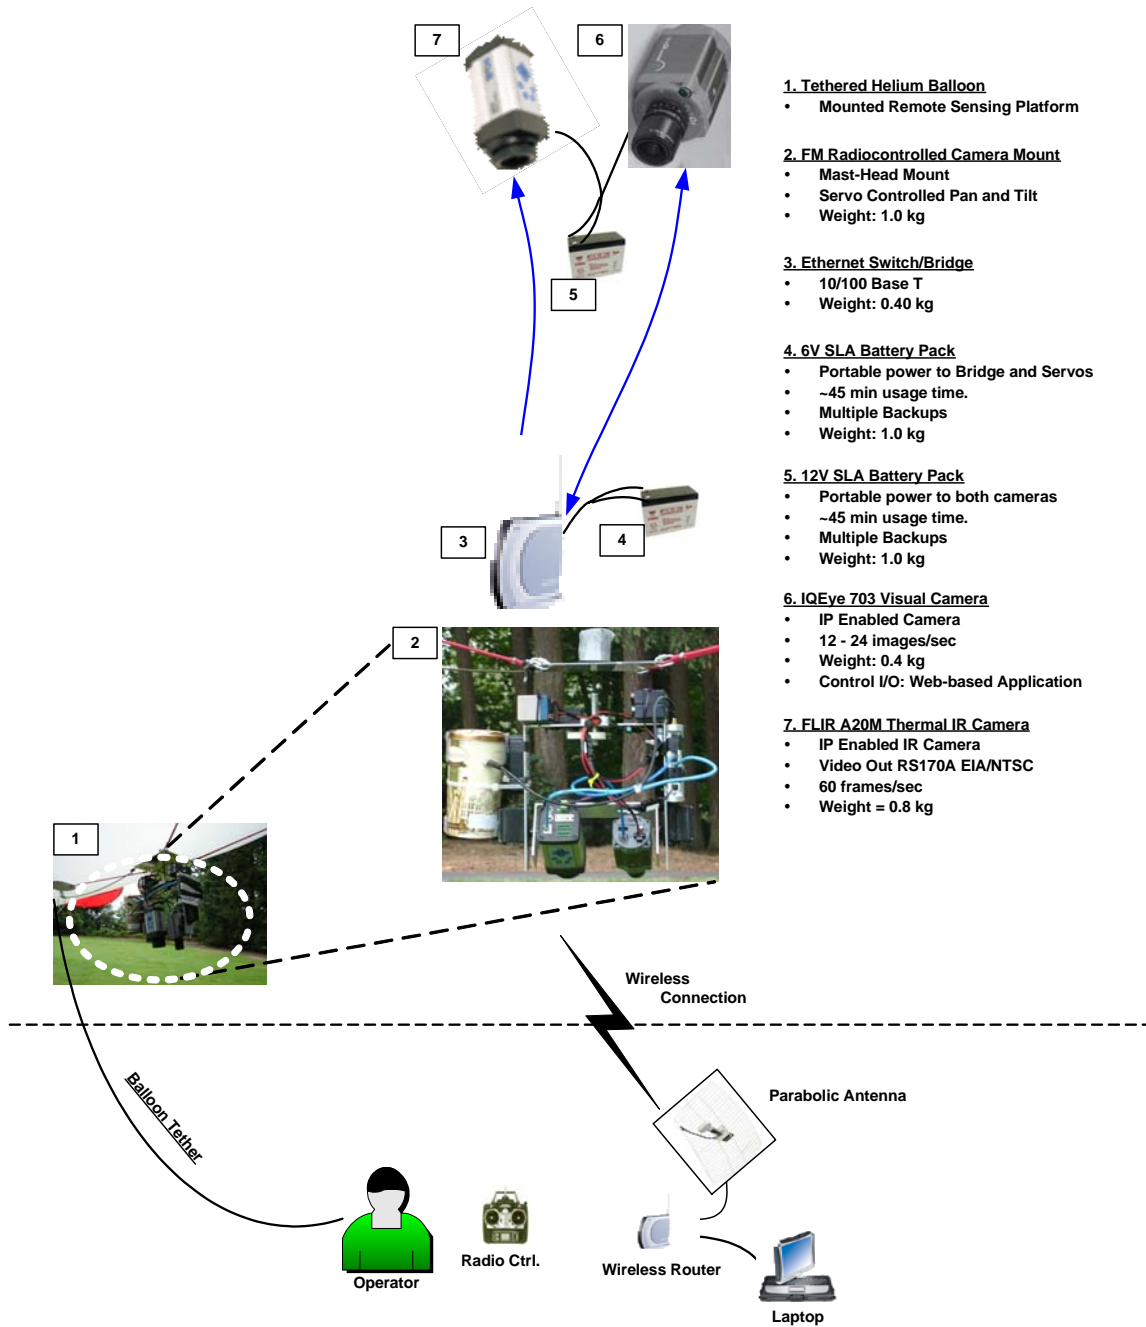 7
6
5
3
4
2
1
1. Tethered Helium Balloon
• Mounted Remote Sensing Platform
2. FM Radiocontrolled Camera Mount
• Mast-Head Mount
• Servo Controlled Pan and Tilt
• Weight: 1.0 kg
3. Ethernet Switch/Bridge
• 10/100 Base T
• Weight: 0.40 kg
4. 6V SLA Battery Pack
• Portable power to Bridge and Servos
• ~45 min usage time.
• Multiple Backups
• Weight: 1.0 kg
5. 12V SLA Battery Pack
• Portable power to both cameras
• ~45 min usage time.
• Multiple Backups
• Weight: 1.0 kg
6. IQEye 703 Visual Camera
• IP Enabled Camera
• 12 - 24 images/sec
• Weight: 0.4 kg
• Control I/O: Web-based Application
7. FLIR A20M Thermal IR Camera
• IP Enabled IR Camera
• Video Out RS170A EIA/NTSC
• 60 frames/sec
• Weight = 0.8 kg
Wireless
Connection
Balloon Tether
Parabolic Antenna
Operator
Radio Ctrl.
Wireless Router
Laptop